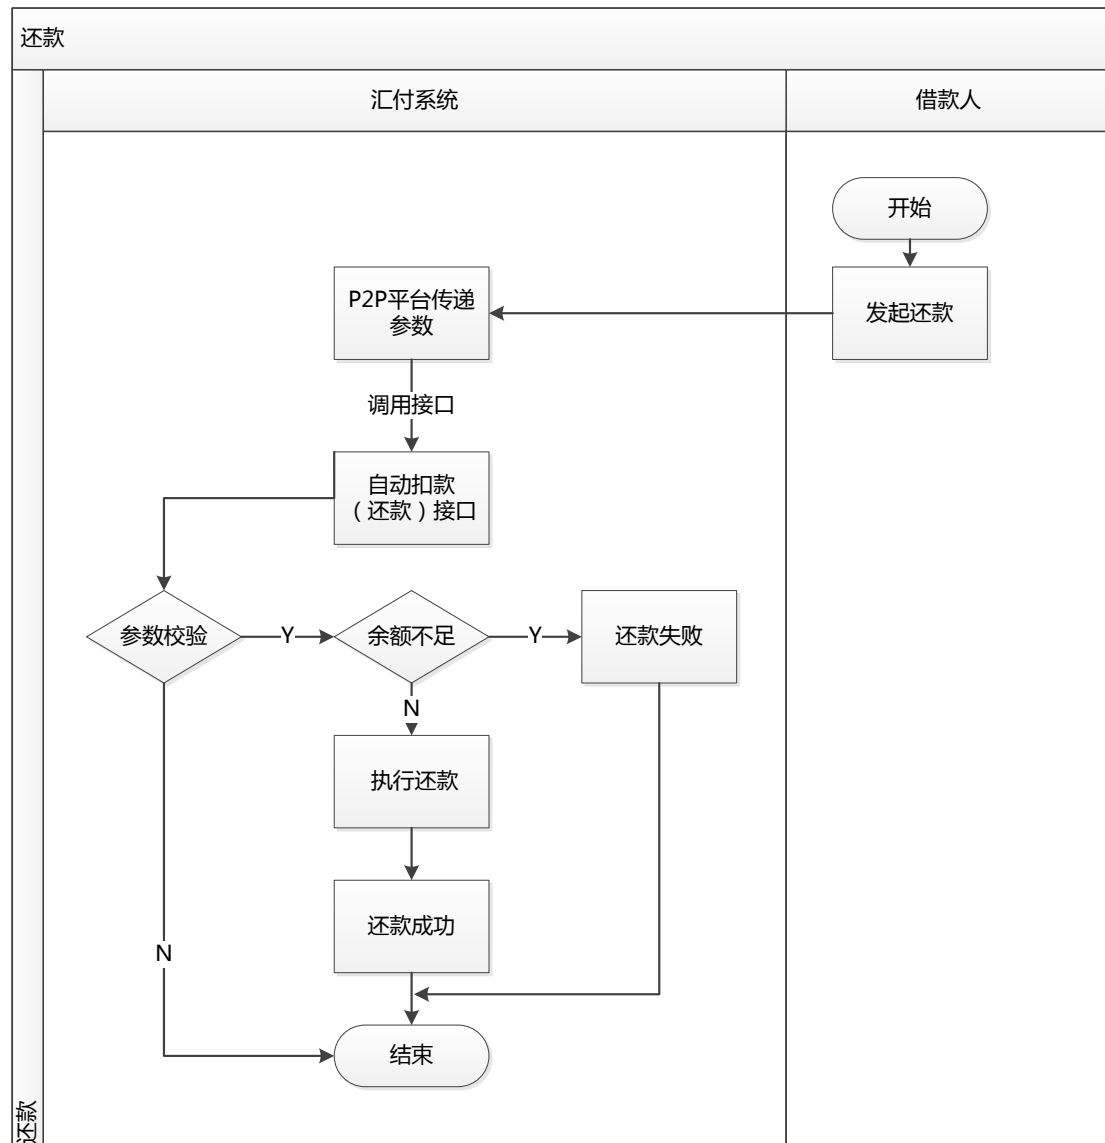 还款
汇付系统
借款人
开始
发起还款
P2P平台传递
参数
调用接口
自动扣款
（还款）接口
参数校验
Y
余额不足
Y
还款失败
N
执行还款
还款成功
N
结束
还款